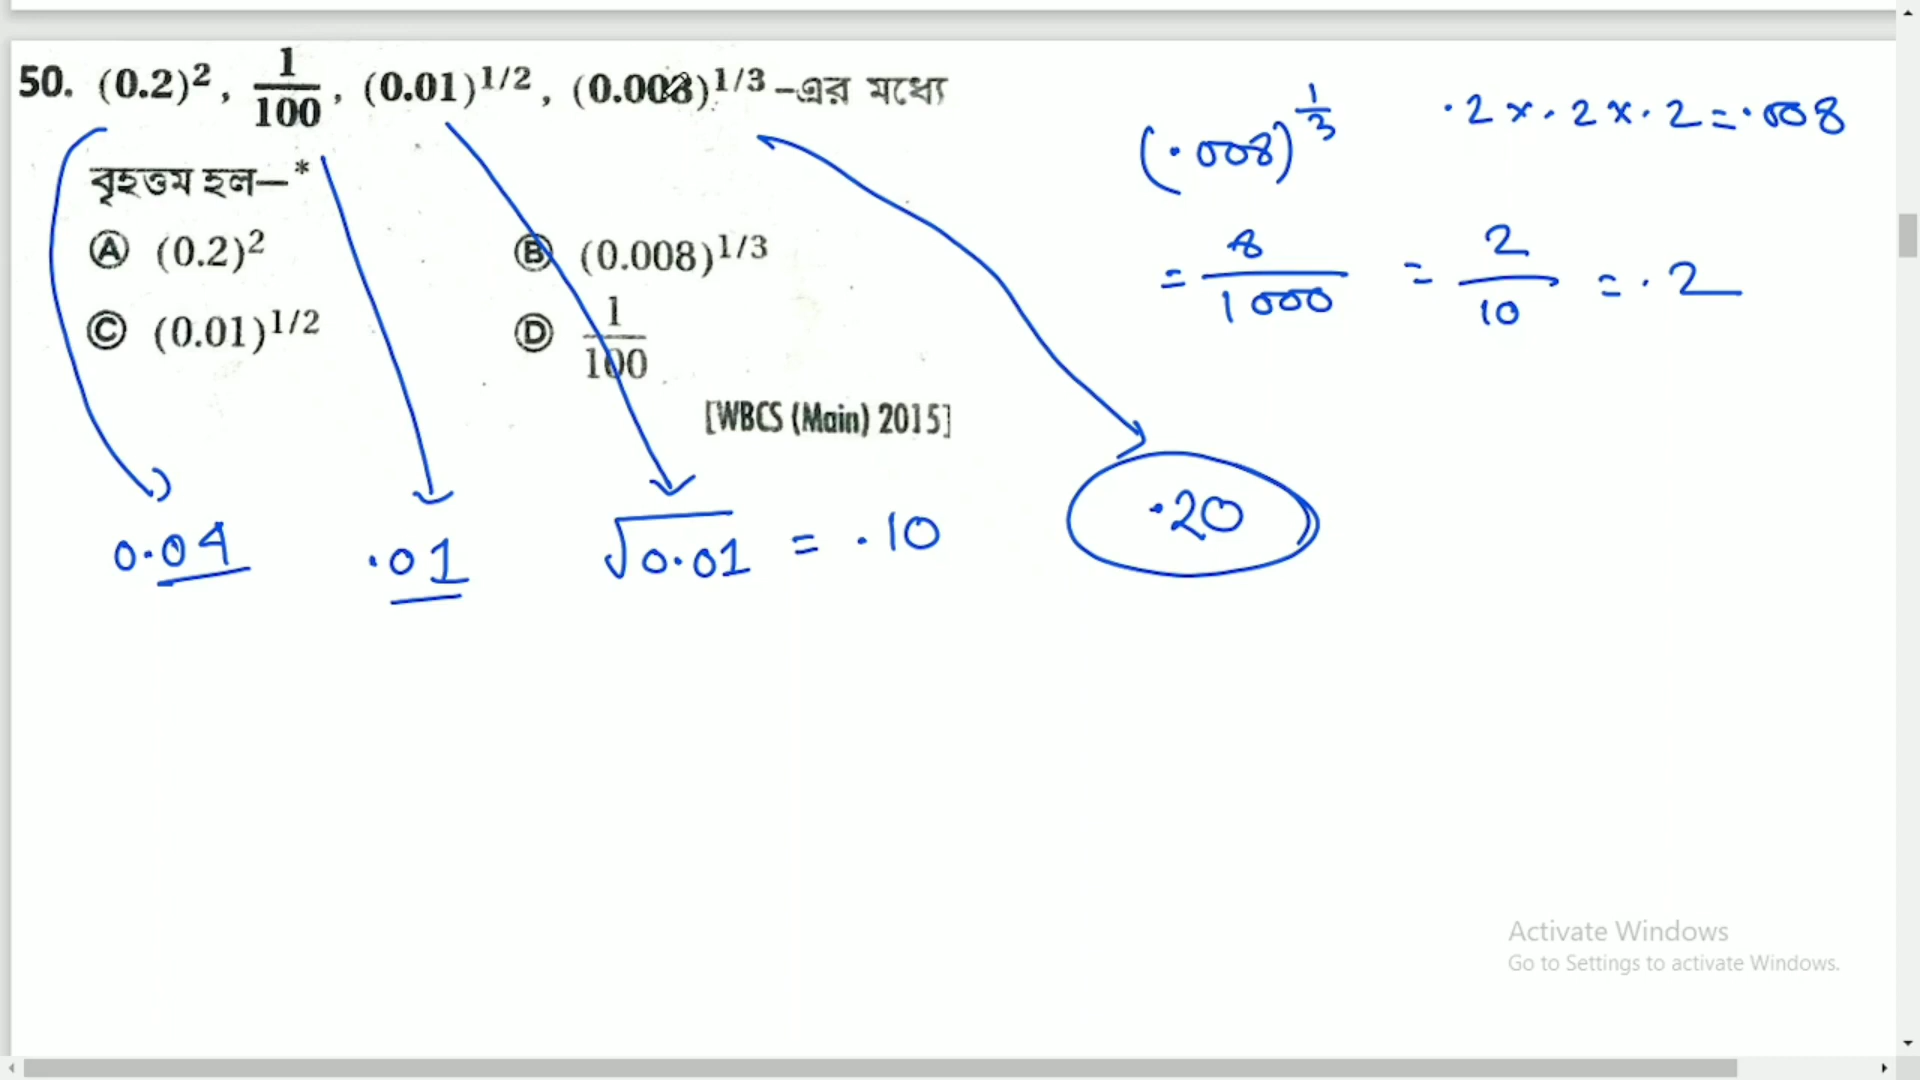 50. (0.2)², 1/100, (0.01)^1/2, (0.008)^1/3 –এর মধ্যে
বৃহত্তম হল—*
Ⓐ (0.2)² Ⓑ (0.008)^1/3
Ⓒ (0.01)^1/2 Ⓓ 1/100
[WBCS (Main) 2015]
(.008)^1/3 .2 x .2 x .2 = .008
= 8/1000 = 2/10 = .2
0.04 .01 √0.01 = .10 .20
Activate Windows
Go to Settings to activate Windows.